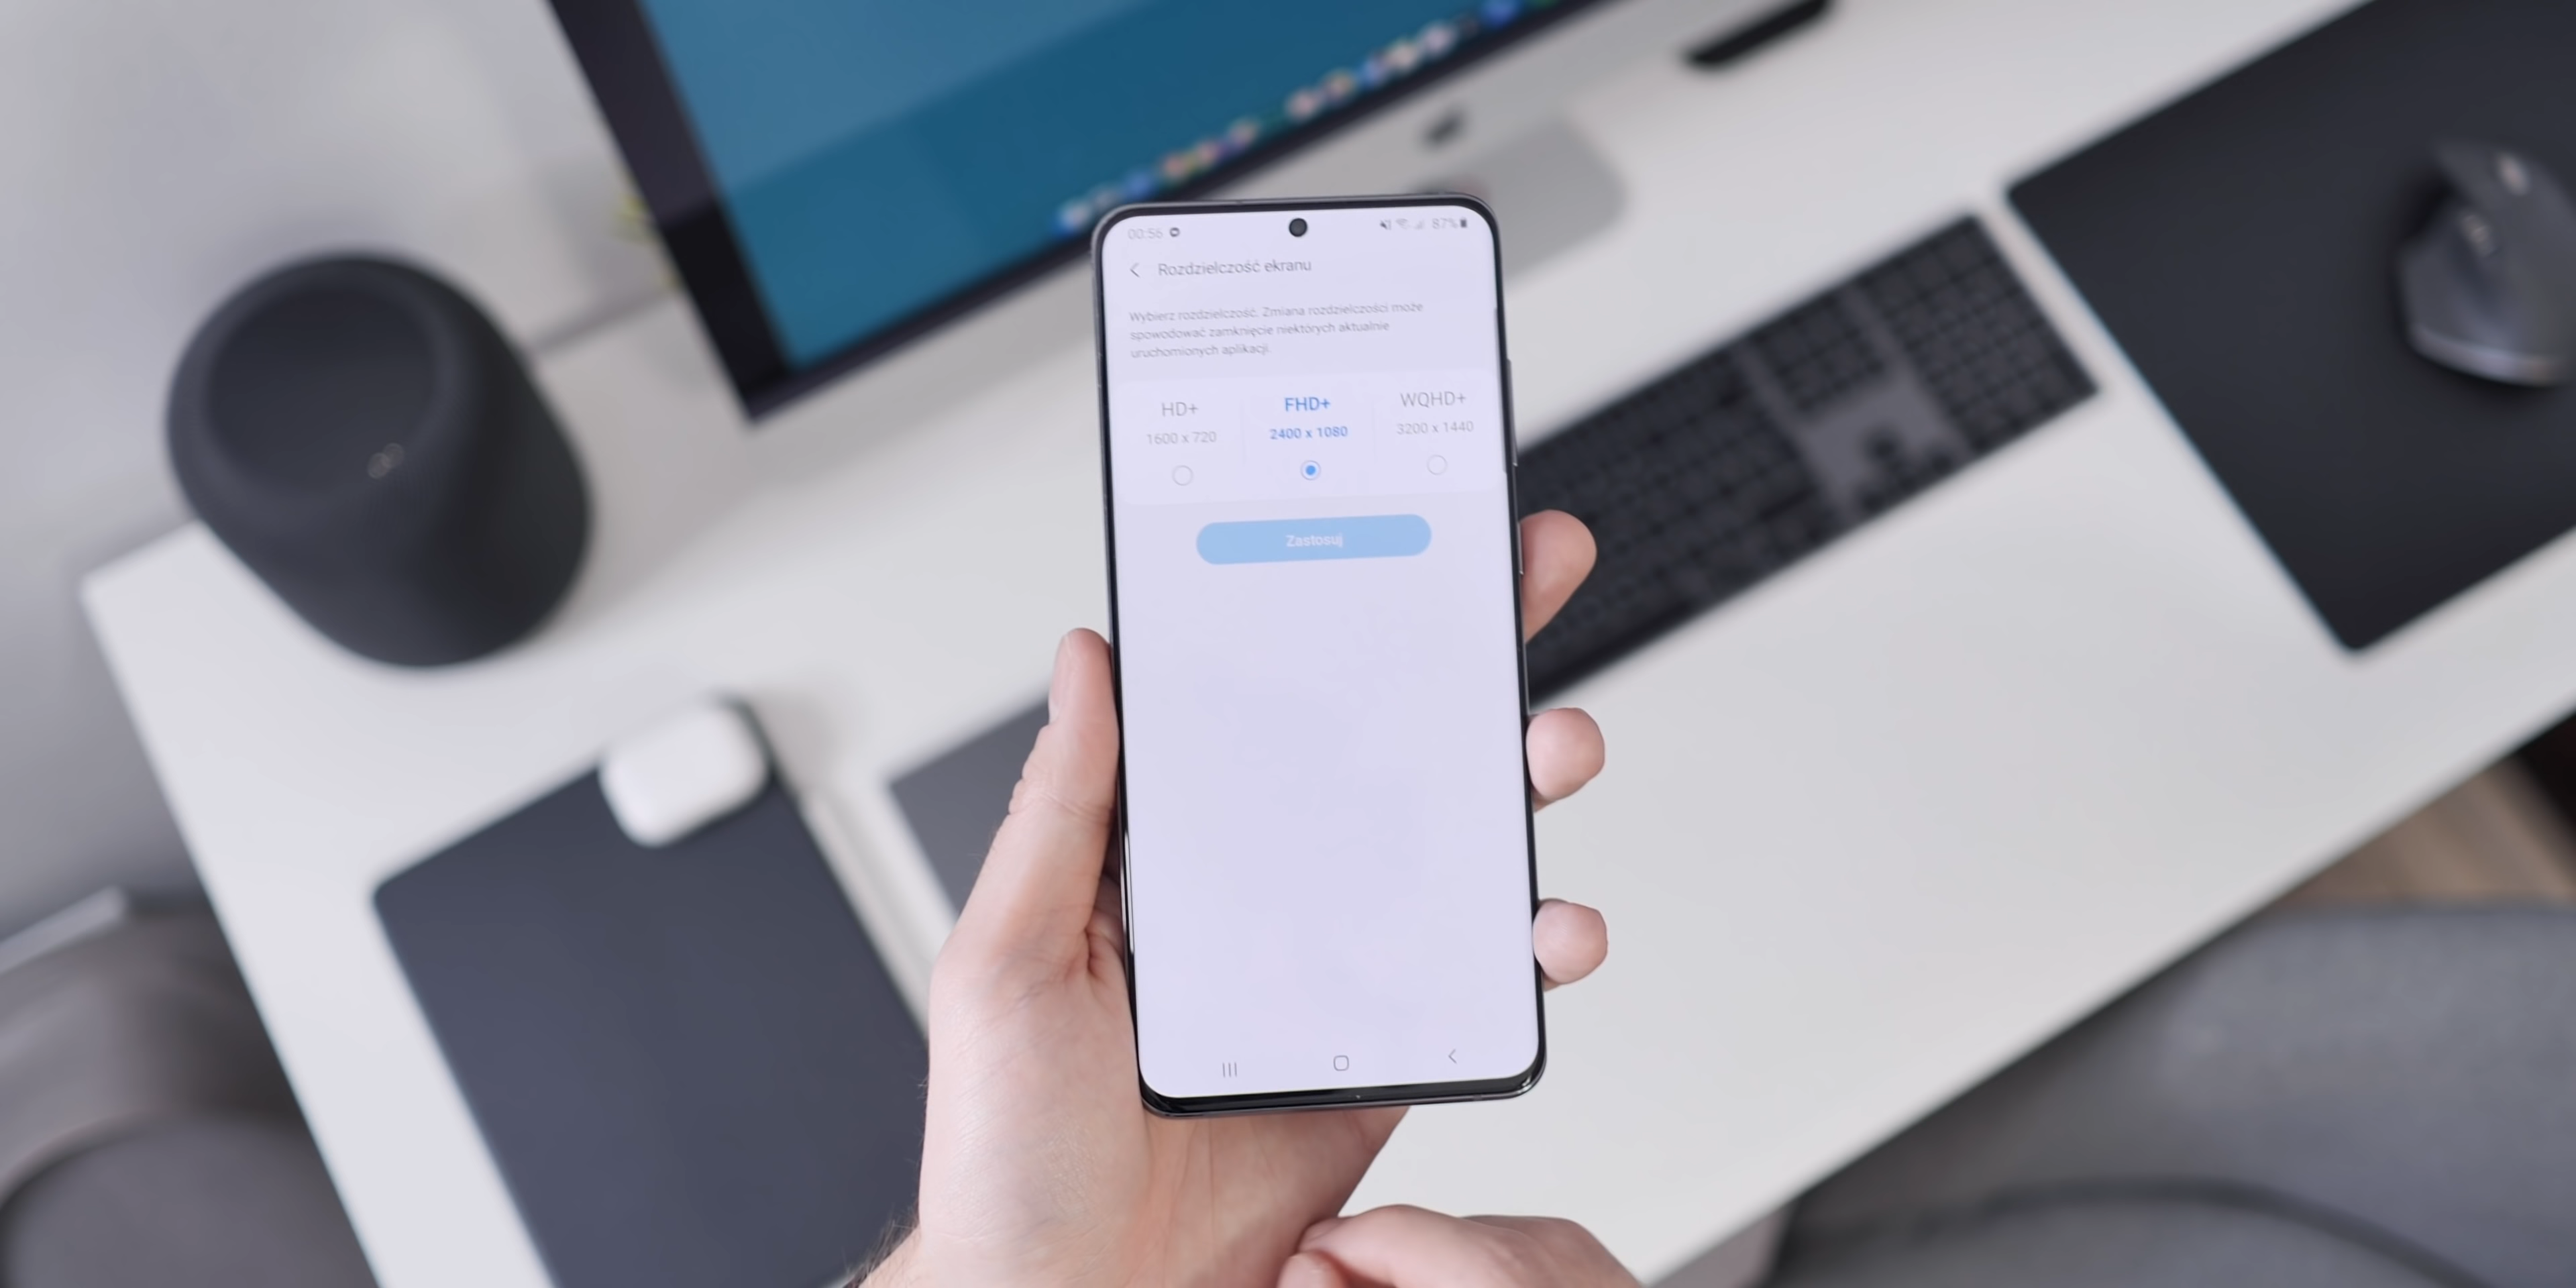 00:56
87%
Rozdzielczość ekranu
Wybierz rozdzielczość. Zmiana rozdzielczości może
spowodować zamknięcie niektórych aktualnie
uruchomionych aplikacji.
HD+ FHD+ WQHD+
1600 x 720 2400 x 1080 3200 x 1440
Zastosuj